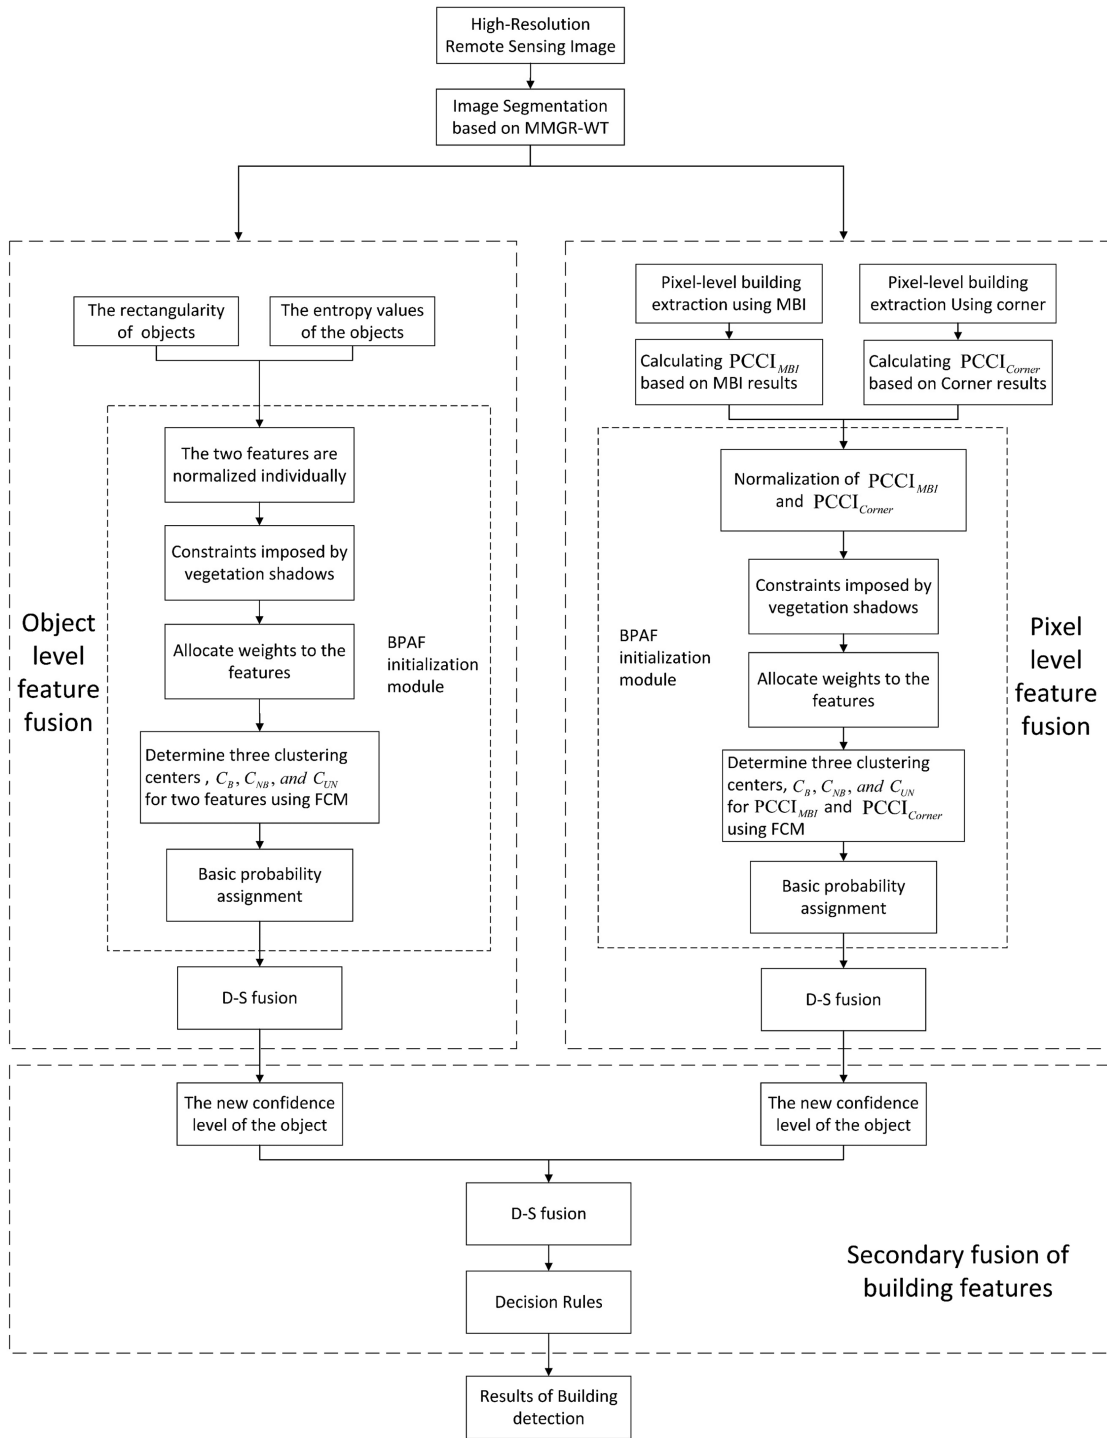 High-Resolution
Remote Sensing Image
Image Segmentation
based on MMGR-WT
The rectangularity
of objects
The entropy values
of the objects
The two features are
normalized individually
Constraints imposed by
vegetation shadows
Allocate weights to the
features
Determine three clustering
centers , C_B, C_NB, and C_UN
for two features using FCM
Basic probability
assignment
BPAF
initialization
module
Object
level
feature
fusion
D-S fusion
Pixel-level building
extraction using MBI
Pixel-level building
extraction Using corner
Calculating PCCI_MBI
based on MBI results
Calculating PCCI_Corner
based on Corner results
Normalization of PCCI_MBI
and PCCI_Corner
Constraints imposed by
vegetation shadows
Allocate weights to the
features
Determine three clustering
centers, C_B, C_NB, and C_UN
for PCCI_MBI and PCCI_Corner
using FCM
Basic probability
assignment
BPAF
initialization
module
Pixel
level
feature
fusion
D-S fusion
The new confidence
level of the object
The new confidence
level of the object
D-S fusion
Decision Rules
Secondary fusion of
building features
Results of Building
detection